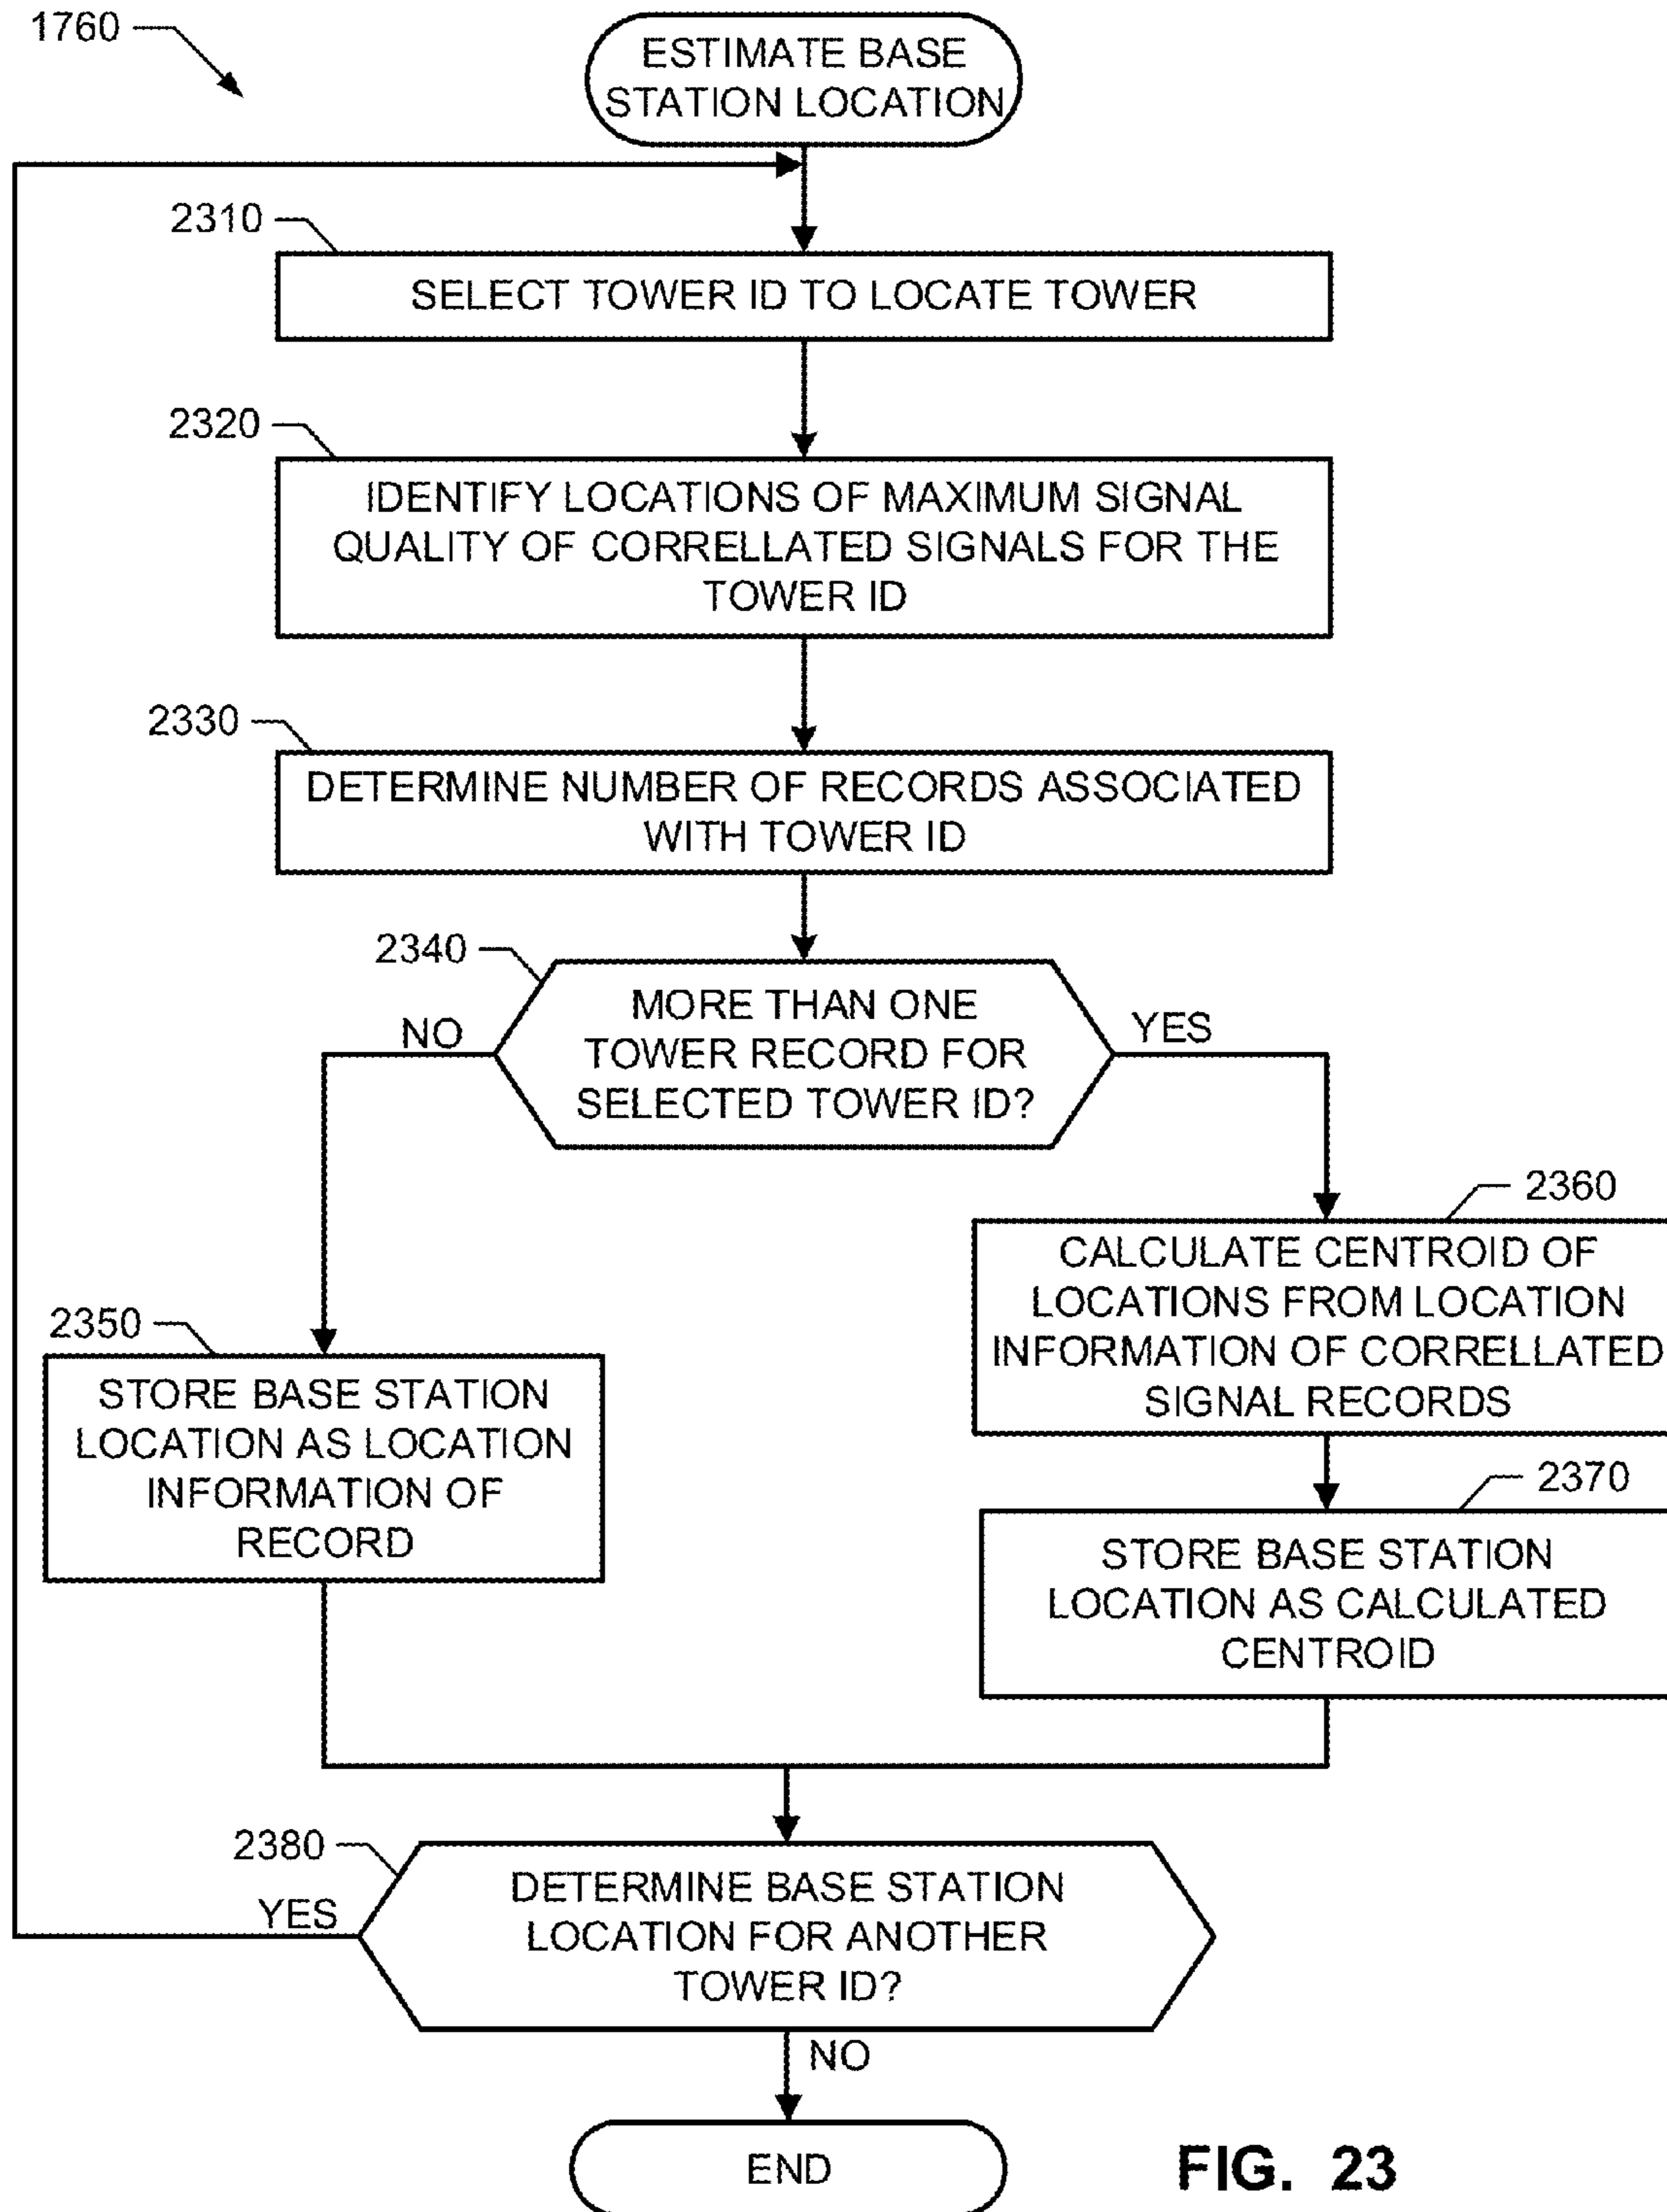 1760
ESTIMATE BASE
STATION LOCATION
2310
SELECT TOWER ID TO LOCATE TOWER
2320
IDENTIFY LOCATIONS OF MAXIMUM SIGNAL
QUALITY OF CORRELLATED SIGNALS FOR THE
TOWER ID
2330
DETERMINE NUMBER OF RECORDS ASSOCIATED
WITH TOWER ID
2340
MORE THAN ONE
TOWER RECORD FOR
SELECTED TOWER ID?
NO
YES
2360
CALCULATE CENTROID OF
LOCATIONS FROM LOCATION
INFORMATION OF CORRELLATED
SIGNAL RECORDS
2350
STORE BASE STATION
LOCATION AS LOCATION
INFORMATION OF
RECORD
2370
STORE BASE STATION
LOCATION AS CALCULATED
CENTROID
2380
DETERMINE BASE STATION
LOCATION FOR ANOTHER
TOWER ID?
YES
NO
END
FIG. 23